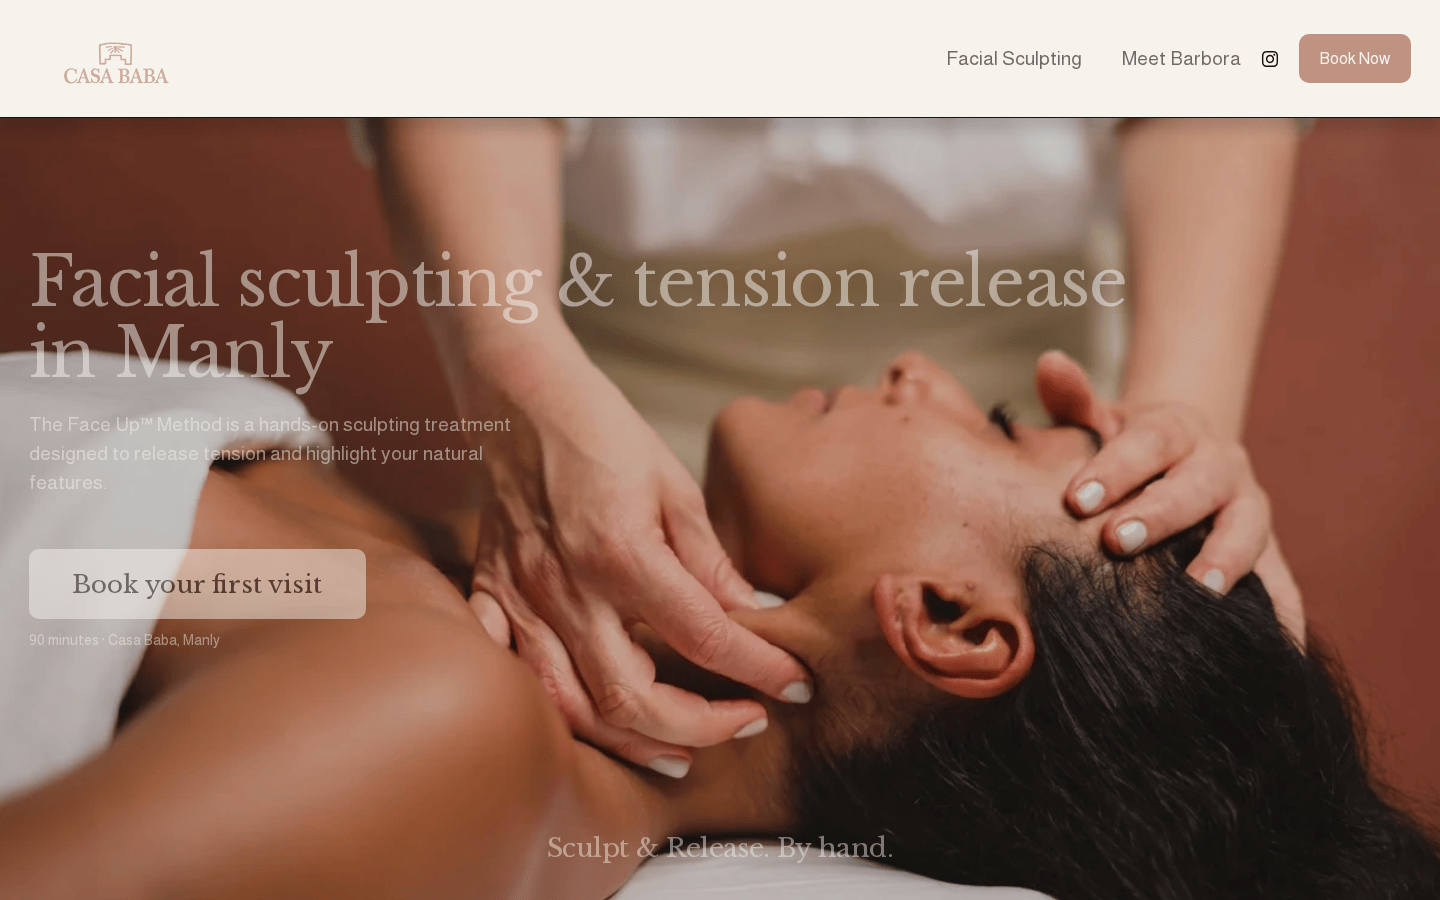 CASA BABA
Facial Sculpting
Meet Barbora
Book Now
Facial sculpting & tension release
in Manly
The Face Up™ Method is a hands-on sculpting treatment
designed to release tension and highlight your natural
features.
Book your first visit
90 minutes · Casa Baba, Manly
Sculpt & Release. By hand.